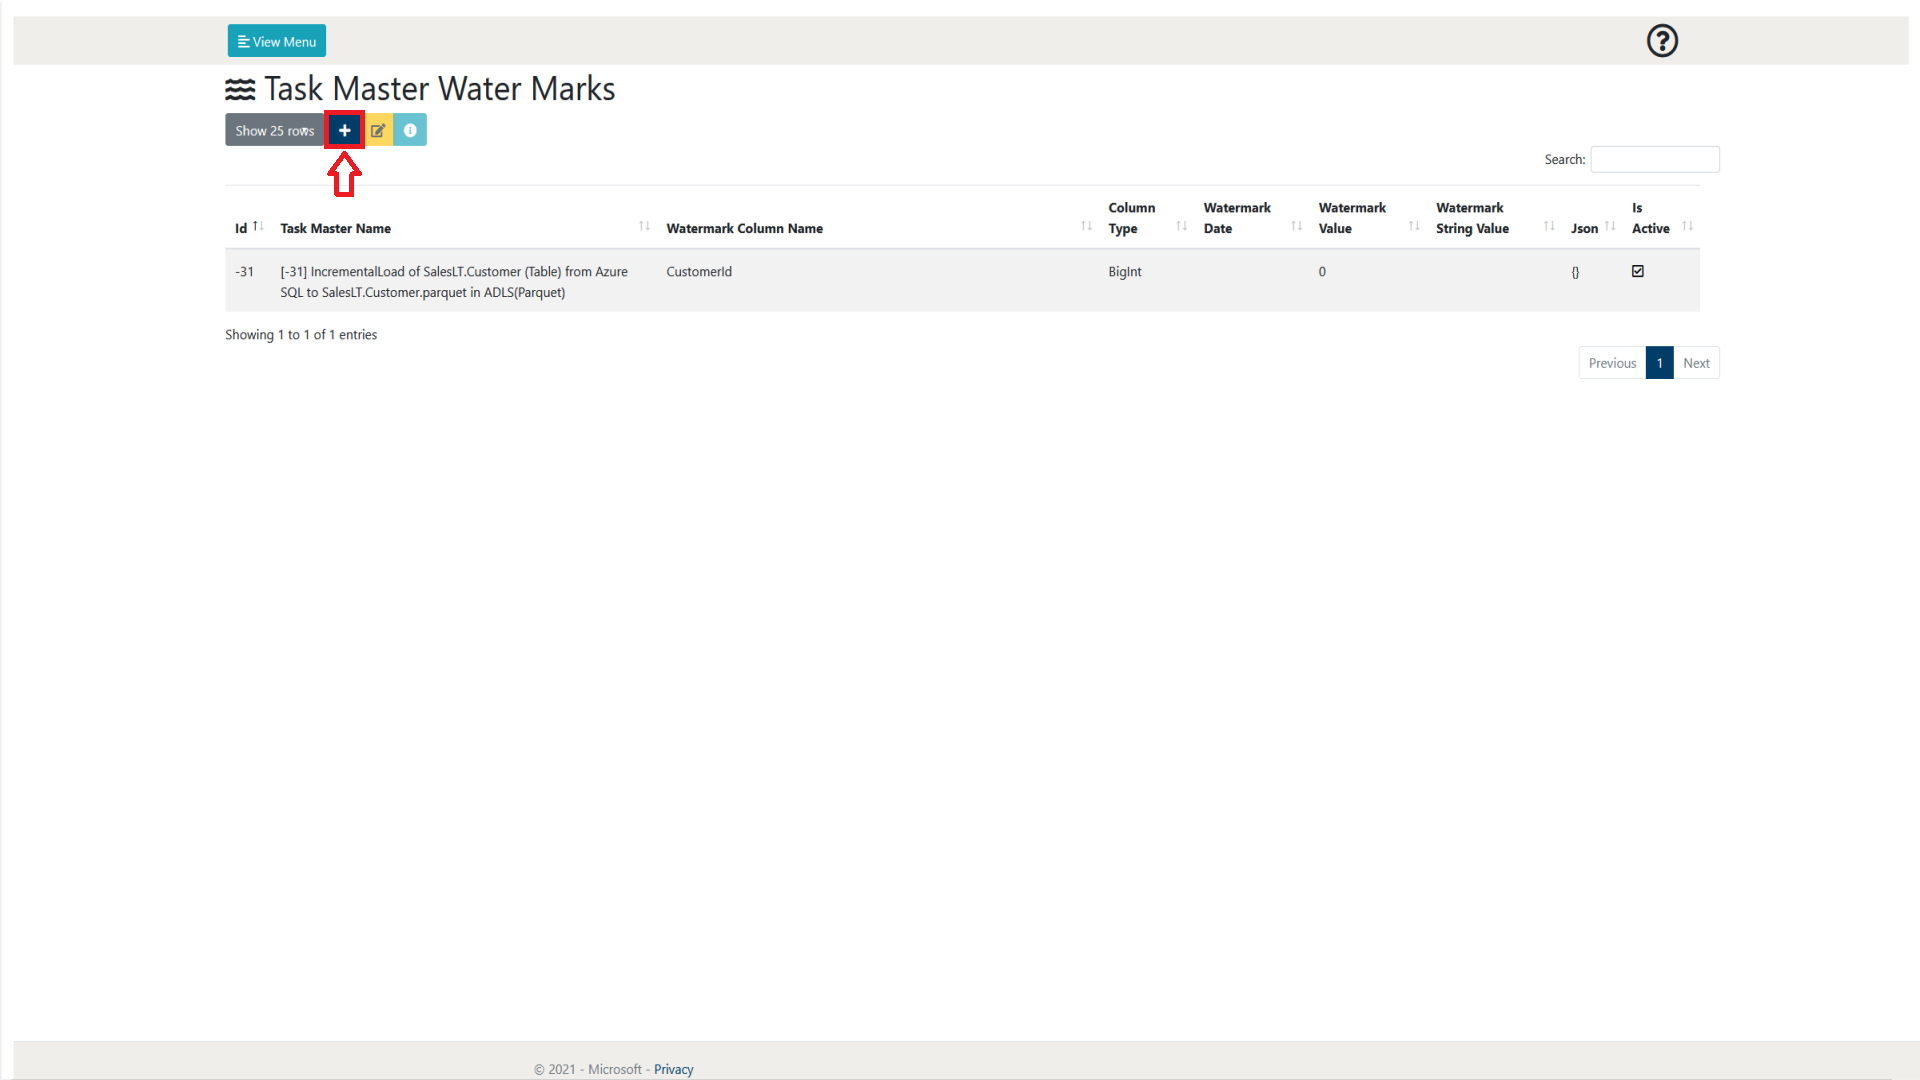 View Menu
Task Master Water Marks
Show 25 rows
Search:
Id Task Master Name Watermark Column Name Column Type Watermark Date Watermark Value Watermark String Value Json Is Active
-31 [-31] IncrementalLoad of SalesLT.Customer (Table) from Azure CustomerId BigInt 0 {}
SQL to SalesLT.Customer.parquet in ADLS(Parquet)
Showing 1 to 1 of 1 entries
Previous 1 Next
© 2021 - Microsoft - Privacy